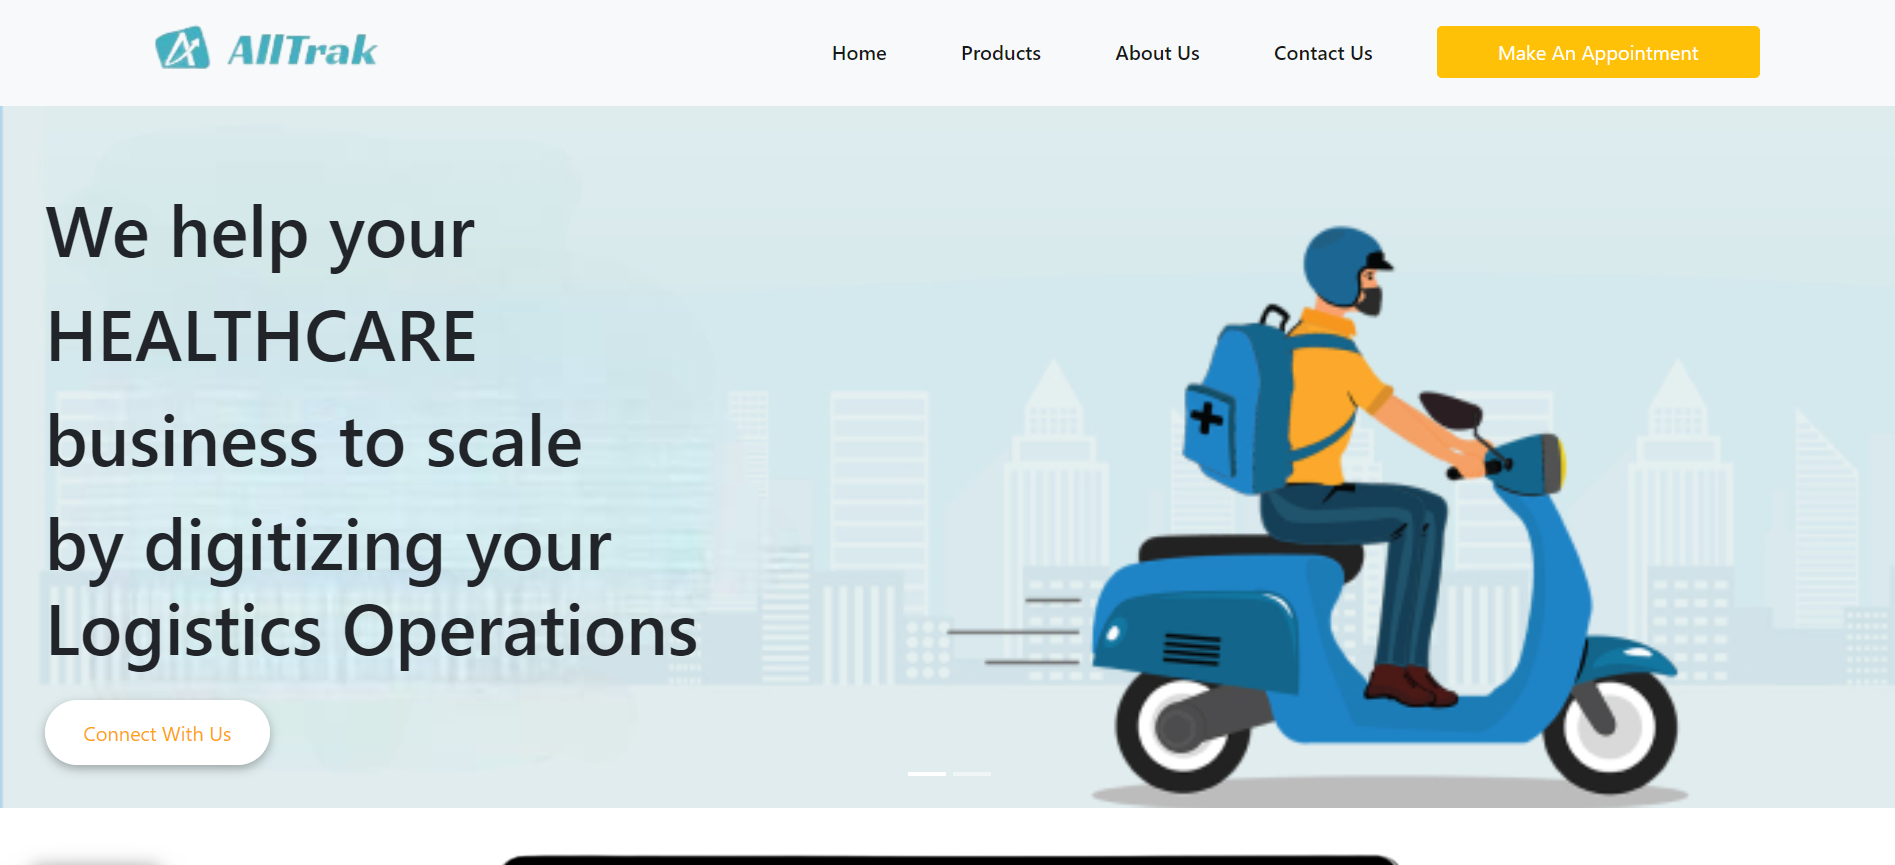 AllTrak
Home
Products
About Us
Contact Us
Make An Appointment
We help your
HEALTHCARE
business to scale
by digitizing your
Logistics Operations
Connect With Us